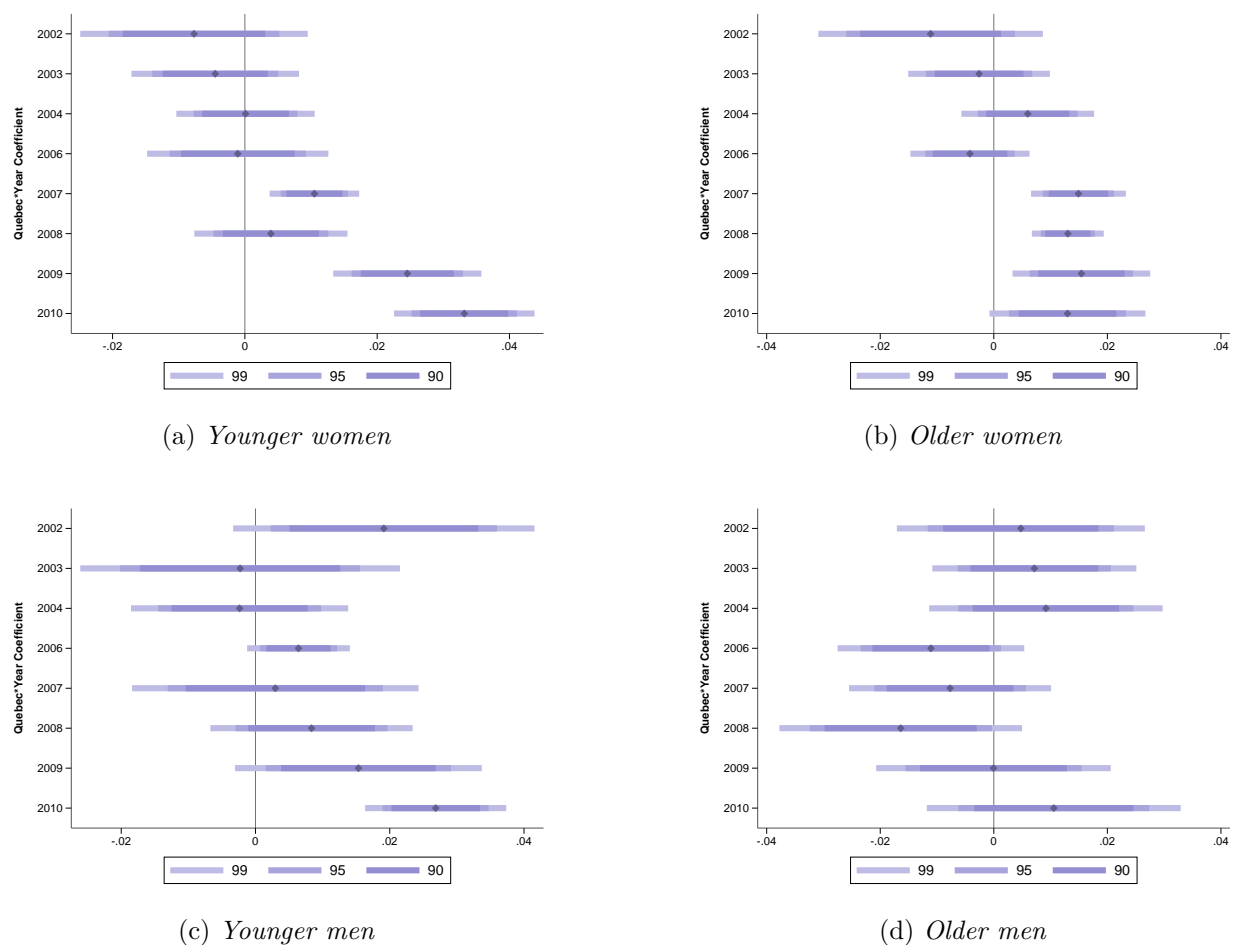 Quebec*Year Coefficient
2002
2003
2004
2006
2007
2008
2009
2010
-.02 0 .02 .04
99 95 90
(a) Younger women
Quebec*Year Coefficient
2002
2003
2004
2006
2007
2008
2009
2010
-.04 -.02 0 .02 .04
99 95 90
(b) Older women
Quebec*Year Coefficient
2002
2003
2004
2006
2007
2008
2009
2010
-.02 0 .02 .04
99 95 90
(c) Younger men
Quebec*Year Coefficient
2002
2003
2004
2006
2007
2008
2009
2010
-.04 -.02 0 .02 .04
99 95 90
(d) Older men